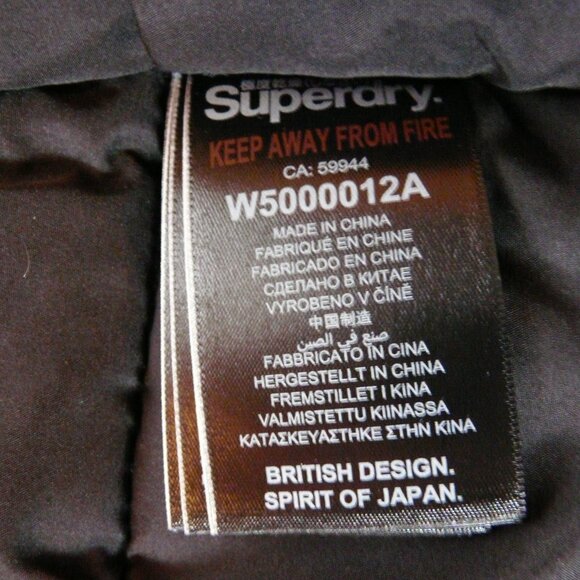 Superdry.
KEEP AWAY FROM FIRE
CA: 59944
W5000012A
MADE IN CHINA
FABRIQUÉ EN CHINE
FABRICADO EN CHINA
СДЕЛАНО В КИТАЕ
VYROBENO V ČÍNĚ
中国制造
صنع في الصين
FABBRICATO IN CINA
HERGESTELLT IN CHINA
FREMSTILLET I KINA
VALMISTETTU KIINASSA
ΚΑΤΑΣΚΕΥΑΣΤΗΚΕ ΣΤΗΝ ΚΙΝΑ
BRITISH DESIGN.
SPIRIT OF JAPAN.